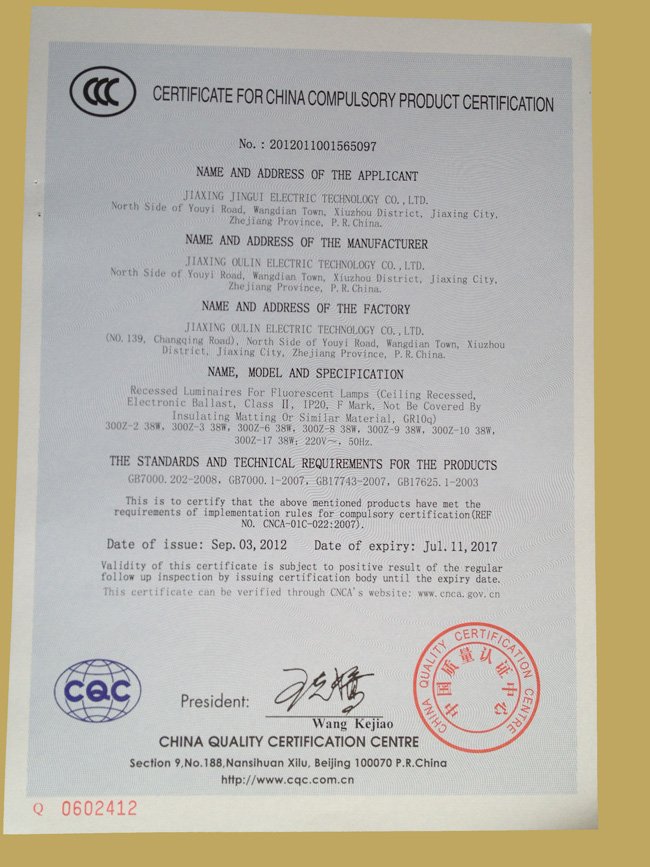 CCC
CERTIFICATE FOR CHINA COMPULSORY PRODUCT CERTIFICATION
No. : 2012011001565097
NAME AND ADDRESS OF THE APPLICANT
JIAXING JINGUI ELECTRIC TECHNOLOGY CO.,LTD.
North Side of Youyi Road, Wangdian Town, Xiuzhou District, Jiaxing City,
Zhejiang Province, P.R.China.
NAME AND ADDRESS OF THE MANUFACTURER
JIAXING OULIN ELECTRIC TECHNOLOGY CO.,LTD.
North Side of Youyi Road, Wangdian Town, Xiuzhou District, Jiaxing City,
Zhejiang Province, P.R.China.
NAME AND ADDRESS OF THE FACTORY
JIAXING OULIN ELECTRIC TECHNOLOGY CO.,LTD.
(NO.139, Changqing Road), North Side of Youyi Road, Wangdian Town, Xiuzhou
District, Jiaxing City, Zhejiang Province, P.R.China.
NAME, MODEL AND SPECIFICATION
Recessed Luminaires For Fluorescent Lamps (Ceiling Recessed,
Electronic Ballast, Class Ⅱ, IP20, F Mark, Not Be Covered By
Insulating Matting Or Similar Material, GR10q)
300Z-2 38W, 300Z-3 38W, 300Z-6 38W, 300Z-8 38W, 300Z-9 38W, 300Z-10 38W,
300Z-17 38W; 220V～, 50Hz.
THE STANDARDS AND TECHNICAL REQUIREMENTS FOR THE PRODUCTS
GB7000.202-2008, GB7000.1-2007, GB17743-2007, GB17625.1-2003
This is to certify that the above mentioned products have met the
requirements of implementation rules for compulsory certification(REF
NO. CNCA-01C-022:2007).
Date of issue: Sep.03,2012 Date of expiry: Jul.11,2017
Validity of this certificate is subject to positive result of the regular
follow up inspection by issuing certification body until the expiry date.
This certificate can be verified through CNCA's website: www.cnca.gov.cn
CQC
President:
Wang Kejiao
CHINA QUALITY CERTIFICATION CENTRE
中国质量认证中心
CHINA QUALITY CERTIFICATION CENTRE
Section 9,No.188,Nansihuan Xilu, Beijing 100070 P.R.China
http://www.cqc.com.cn
Q 0602412